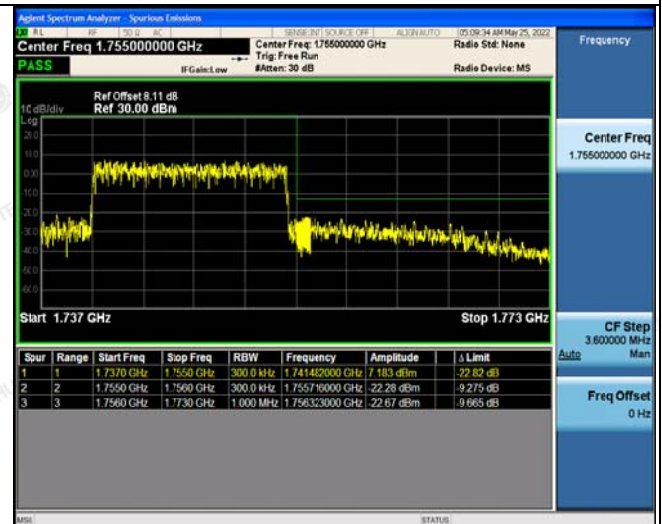 Agilent Spectrum Analyzer - Spurious Emissions
RL RF 50 Ω AC SENSE:INT SOURCE OFF ALIGN AUTO 05:09:34 AM May 25, 2022
Center Freq 1.755000000 GHz
Center Freq: 1.755000000 GHz
Radio Std: None
Frequency
PASS
Trig: Free Run
IFGain:Low
#Atten: 30 dB
Radio Device: MS
Ref Offset 8.11 dB
10 dB/div Ref 30.00 dBm
Log
20.0
10.0
0.00
-10.0
-20.0
-30.0
-40.0
-50.0
-60.0
Start 1.737 GHz
Stop 1.773 GHz
Center Freq
1.755000000 GHz
CF Step
3.600000 MHz
Auto Man
Freq Offset
0 Hz
Spur Range Start Freq Stop Freq RBW Frequency Amplitude Δ Limit
1 1 1.7370 GHz 1.7550 GHz 300.0 kHz 1.741482000 GHz 7.183 dBm -22.82 dB
2 2 1.7550 GHz 1.7560 GHz 300.0 kHz 1.755716000 GHz -22.28 dBm -9.275 dB
3 3 1.7560 GHz 1.7730 GHz 1.000 MHz 1.756323000 GHz -22.67 dBm -9.665 dB
MSG
STATUS